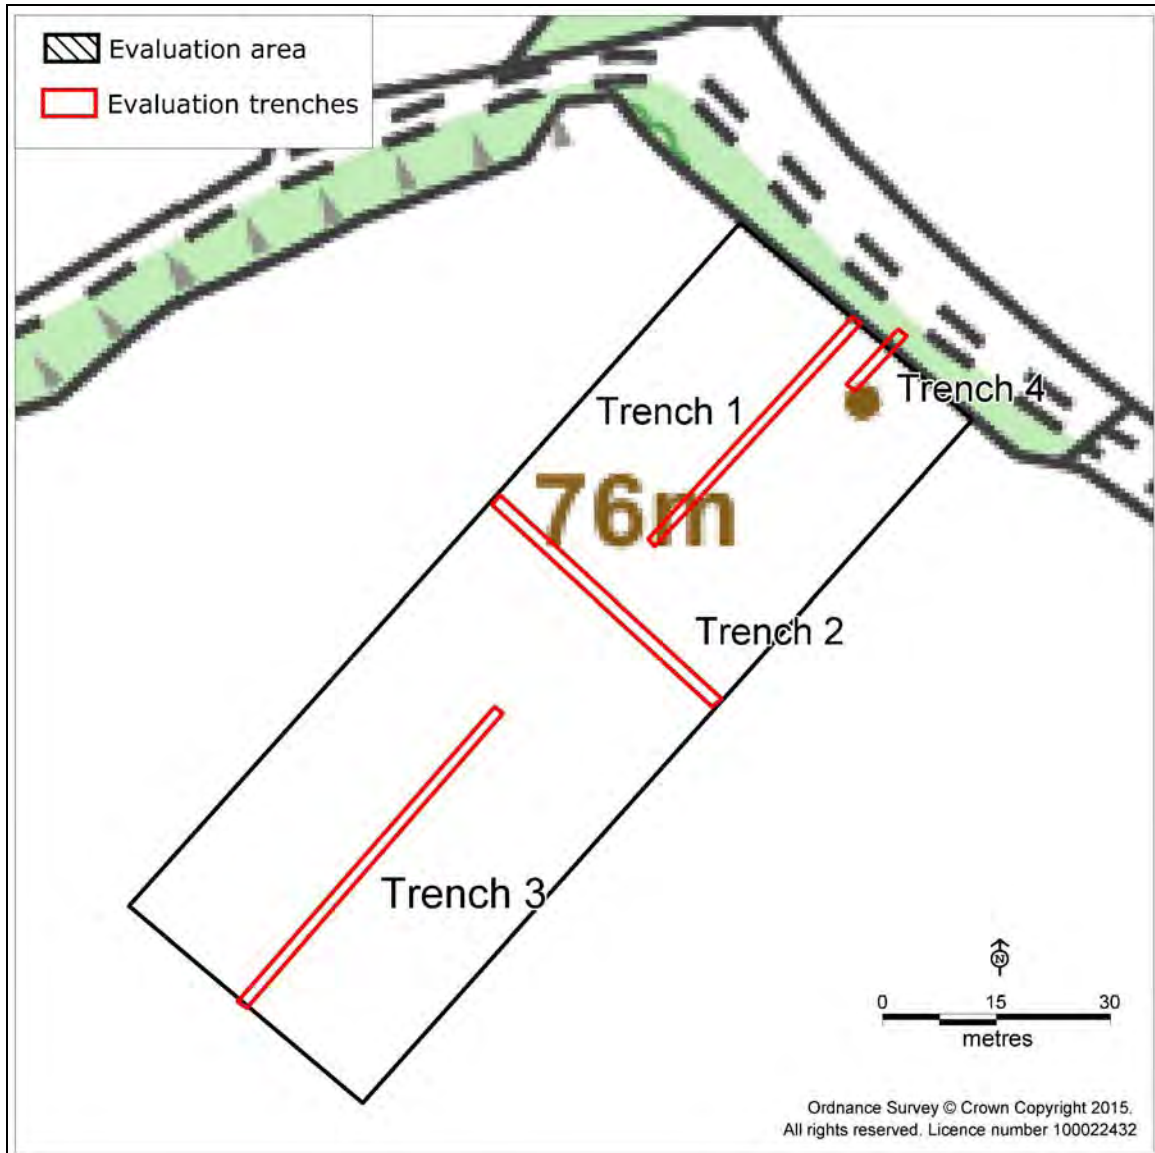 Evaluation area
Evaluation trenches
Trench 4
Trench 1
76m
Trench 2
Trench 3
N
0 15 30
metres
Ordnance Survey © Crown Copyright 2015.
All rights reserved. Licence number 100022432